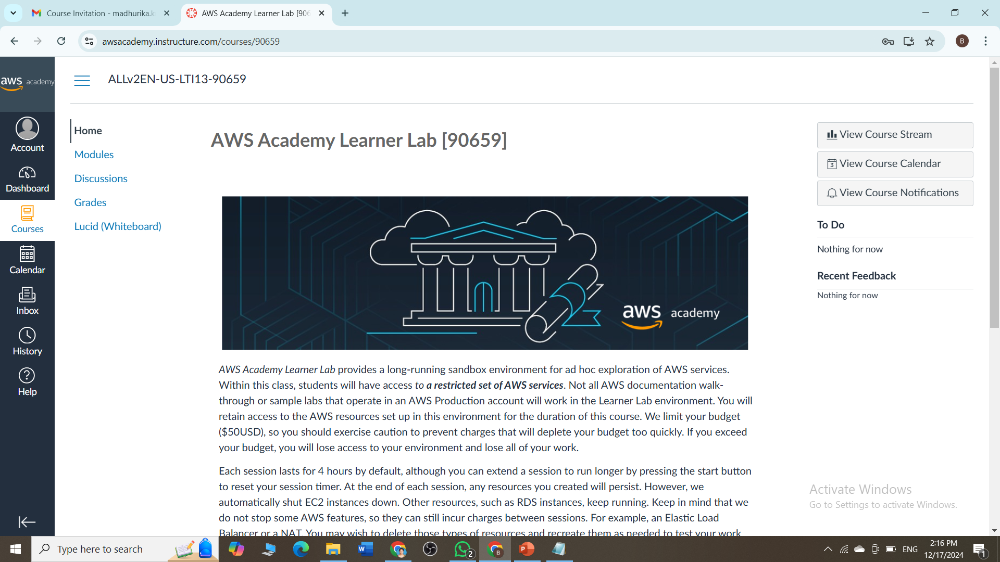 Course Invitation - madhurika.k
AWS Academy Learner Lab [906
awsacademy.instructure.com/courses/90659
B
aws academy
ALLv2EN-US-LTI13-90659
Account
Dashboard
Courses
Calendar
Inbox
History
Help
Home
Modules
Discussions
Grades
Lucid (Whiteboard)
AWS Academy Learner Lab [90659]
aws academy
AWS Academy Learner Lab provides a long-running sandbox environment for ad hoc exploration of AWS services.
Within this class, students will have access to a restricted set of AWS services. Not all AWS documentation walk-
through or sample labs that operate in an AWS Production account will work in the Learner Lab environment. You will
retain access to the AWS resources set up in this environment for the duration of this course. We limit your budget
($50USD), so you should exercise caution to prevent charges that will deplete your budget too quickly. If you exceed
your budget, you will lose access to your environment and lose all of your work.
Each session lasts for 4 hours by default, although you can extend a session to run longer by pressing the start button
to reset your session timer. At the end of each session, any resources you created will persist. However, we
automatically shut EC2 instances down. Other resources, such as RDS instances, keep running. Keep in mind that we
do not stop some AWS features, so they can still incur charges between sessions. For example, an Elastic Load
Balancer or a NAT. You may wish to delete those types of resources and recreate them as needed to test your work
View Course Stream
3 View Course Calendar
View Course Notifications
To Do
Nothing for now
Recent Feedback
Nothing for now
Activate Windows
Go to Settings to activate Windows.
Type here to search
W
2
B
P
ENG
2:16 PM
12/17/2024
1